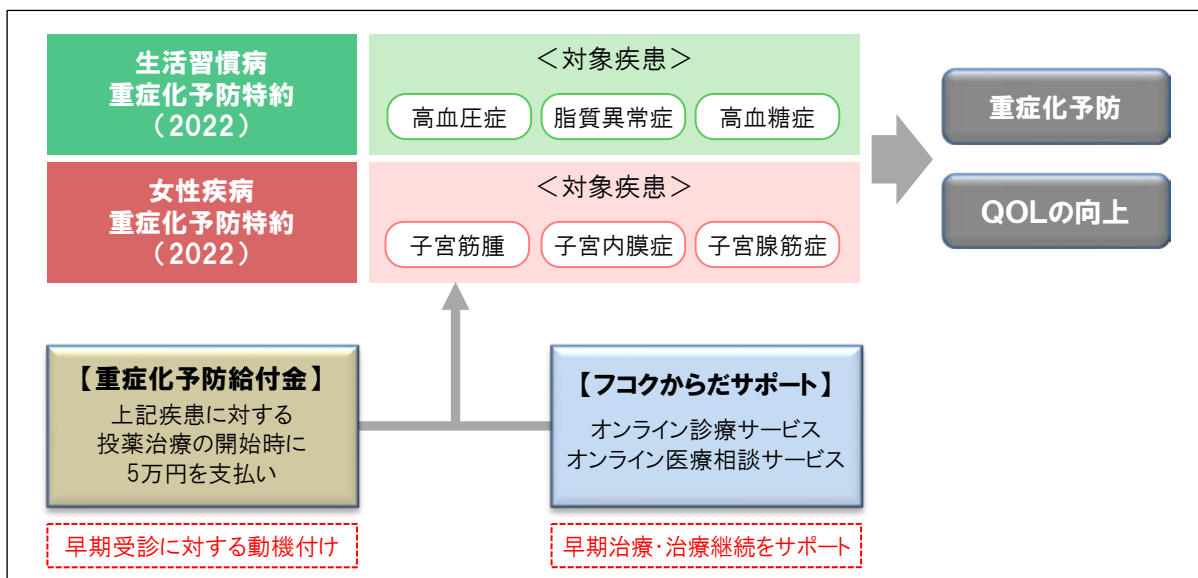 生活習慣病
重症化予防特約
（2022）
＜対象疾患＞
高血圧症 脂質異常症 高血糖症
女性疾病
重症化予防特約
（2022）
＜対象疾患＞
子宮筋腫 子宮内膜症 子宮腺筋症
重症化予防
QOLの向上
【重症化予防給付金】
上記疾患に対する
投薬治療の開始時に
5万円を支払い
早期受診に対する動機付け
【フコクからだサポート】
オンライン診療サービス
オンライン医療相談サービス
早期治療・治療継続をサポート